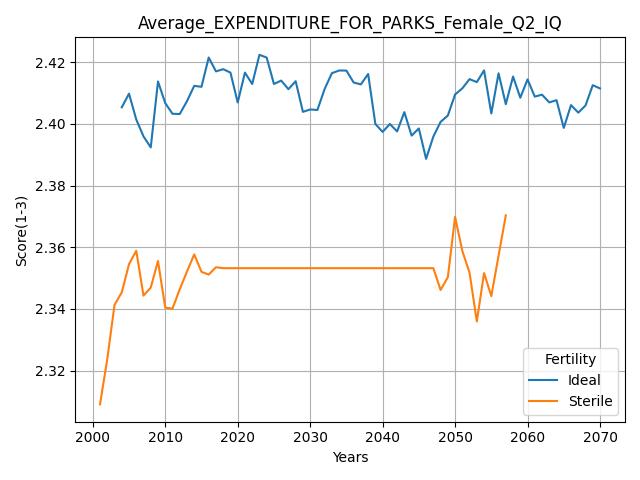 Average_EXPENDITURE_FOR_PARKS_Female_Q2_IQ
Score(1-3)
2.42
2.40
2.38
2.36
2.34
2.32
2000 2010 2020 2030 2040 2050 2060 2070
Years
Fertility
Ideal
Sterile